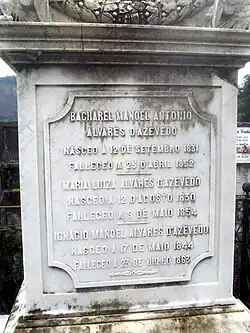 BACHAREL MANOEL ANTONIO
ALVARES D'AZEVEDO
NASCEO A 12 DE SETEMBRO 1831
FALLECEO A 25 D'ABRIL 1852
MARIA LUIZA ALVARES D'AZEVEDO
NASCEO A 12 D'AGOSTO 1830
FALLECEO A 9 DE MAIO 1854
IGNACIO MANOEL ALVARES D'AZEVEDO
NASCEO A 17 DE MAIO 1844
FALLECEO A 27 DE JULHO 1863